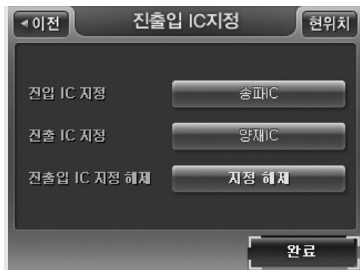 ◀이전 진출입 IC지정 현위치
진입 IC 지정 송파IC
진출 IC 지정 양재IC
진출입 IC 지정 해제 지정 해제
완료